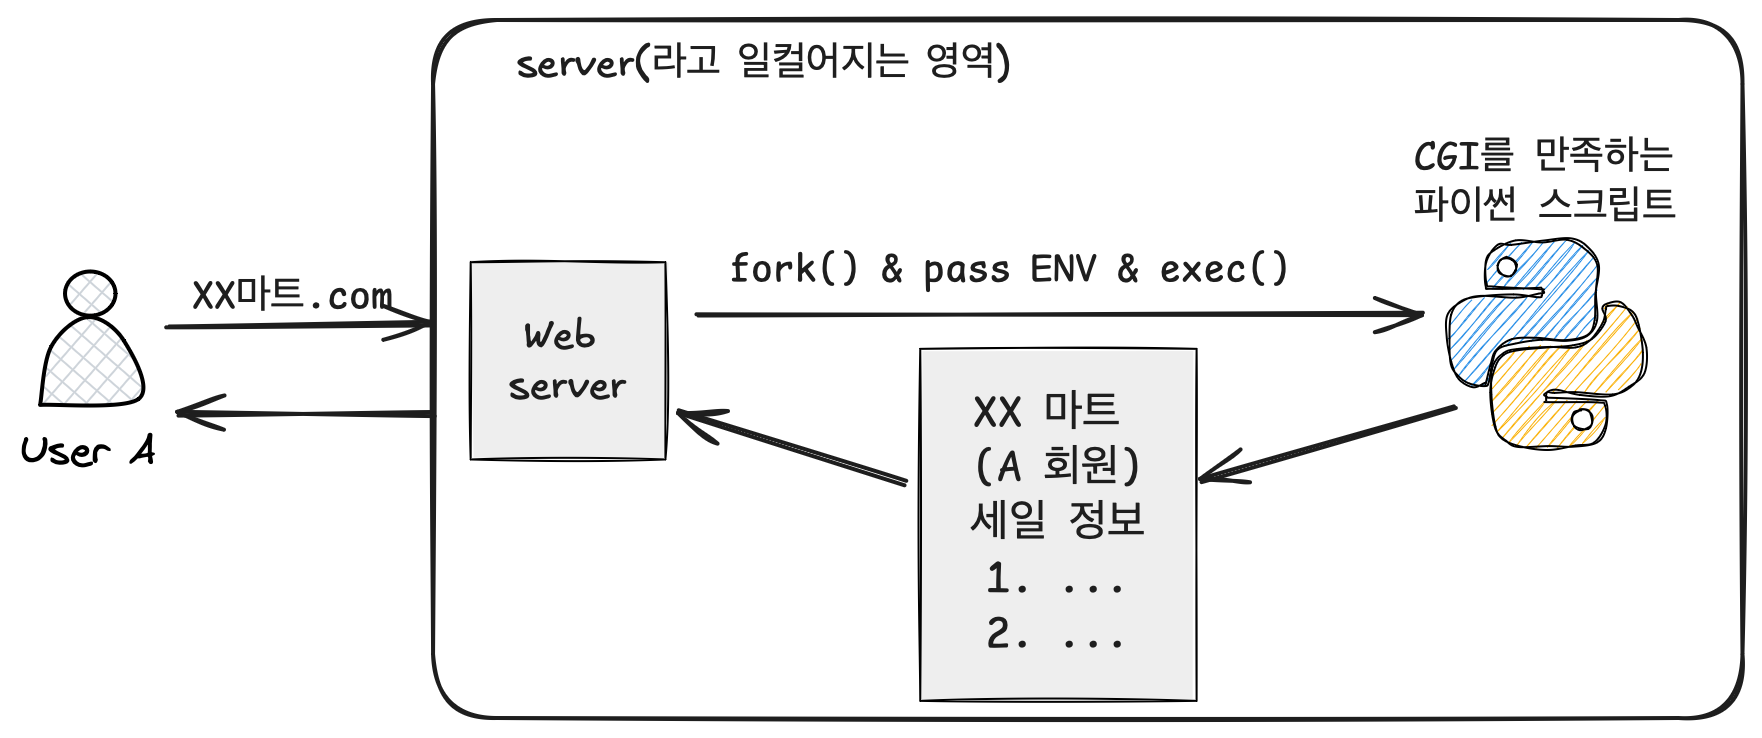 server(라고 일컬어지는 영역)
CGI를 만족하는
파이썬 스크립트
XX마트.com
fork() & pass ENV & exec()
Web
server
User A
XX 마트
(A 회원)
세일 정보
1. ...
2. ...